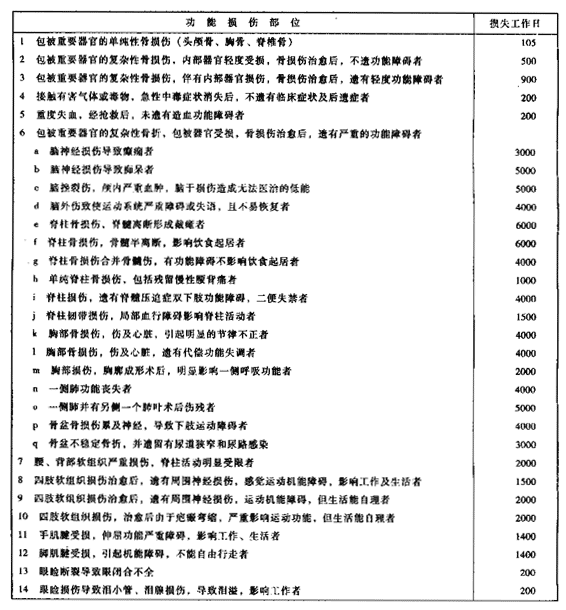 功能损伤部位 损失工作日
1 包被重要器官的单纯性骨损伤（头颅骨、胸骨、脊椎骨） 105
2 包被重要器官的复杂性骨损伤，内部器官轻度受损，骨损伤治愈后，不遗功能障碍者 500
3 包被重要器官的复杂性骨损伤，伴有内部器官损伤，骨损伤治愈后，遗有轻度功能障碍者 900
4 接触有害气体或毒物、急性中毒症状消失后，不遗有临床症状及后遗症者 200
5 重度失血，经抢救后，未遗有造血功能障碍者 200
6 包被重要器官的复杂性骨折，包被器官受损，骨损伤治愈后，遗有严重的功能障碍者
a 脑神经损伤导致癫痫者 3000
b 脑神经损伤导致痴呆者 5000
c 脑挫裂伤，颅内严重血肿，脑干损伤造成无法医治的低能 5000
d 脑外伤致使运动系统严重障碍或失语，且不易恢复者 4000
e 脊柱骨损伤、脊髓离断形成截瘫者 6000
f 脊柱骨损伤，骨髓半离断，影响饮食起居者 6000
g 脊柱骨损伤合并骨髓伤，有功能障碍不影响饮食起居者 4000
h 单纯脊柱骨损伤、包括残留慢性腰背痛者 1000
i 脊柱损伤，遗有脊髓压迫症双下肢功能障碍，二便失禁者 4000
j 脊柱韧带损伤，局部血行障碍影响脊柱活动者 1500
k 胸部骨损伤，伤及心脏，引起明显的节律不正者 4000
l 胸部骨损伤，伤及心脏，遗有代偿功能失调者 4000
m 胸部损伤，胸廓成形术后，明显影响一侧呼吸功能者 2000
n 一侧肺功能丧失者 4000
o 一侧肺并有另侧一个肺叶术后伤残者 5000
p 骨盆骨损伤累及神经，导致下肢运动障碍者 4000
q 骨盆不稳定骨折，并遗留有尿道狭窄和尿路感染 3000
7 腰、背部软组织严重损伤，脊柱活动明显受限者 2000
8 四肢软组织损伤治愈后，遗有周围神经损伤，感觉运动机能障碍，影响工作及生活者 1500
9 四肢软组织损伤治愈后，遗有周围神经损伤，运动机能障碍，但生活能自理者 2000
10 四肢软组织损伤，治愈后由于疤瘢弯缩，严重影响运动功能，但生活能自理者 2000
11 手肌腱受损，伸屈功能严重障碍，影响工作、生活者 1400
12 脚肌腱受损，引起机能障碍，不能自由行走者 1400
13 眼睑断裂导致眼闭合不全 200
14 眼睑损伤导致泪小管、泪腺损伤，导致泪溢，影响工作者 200